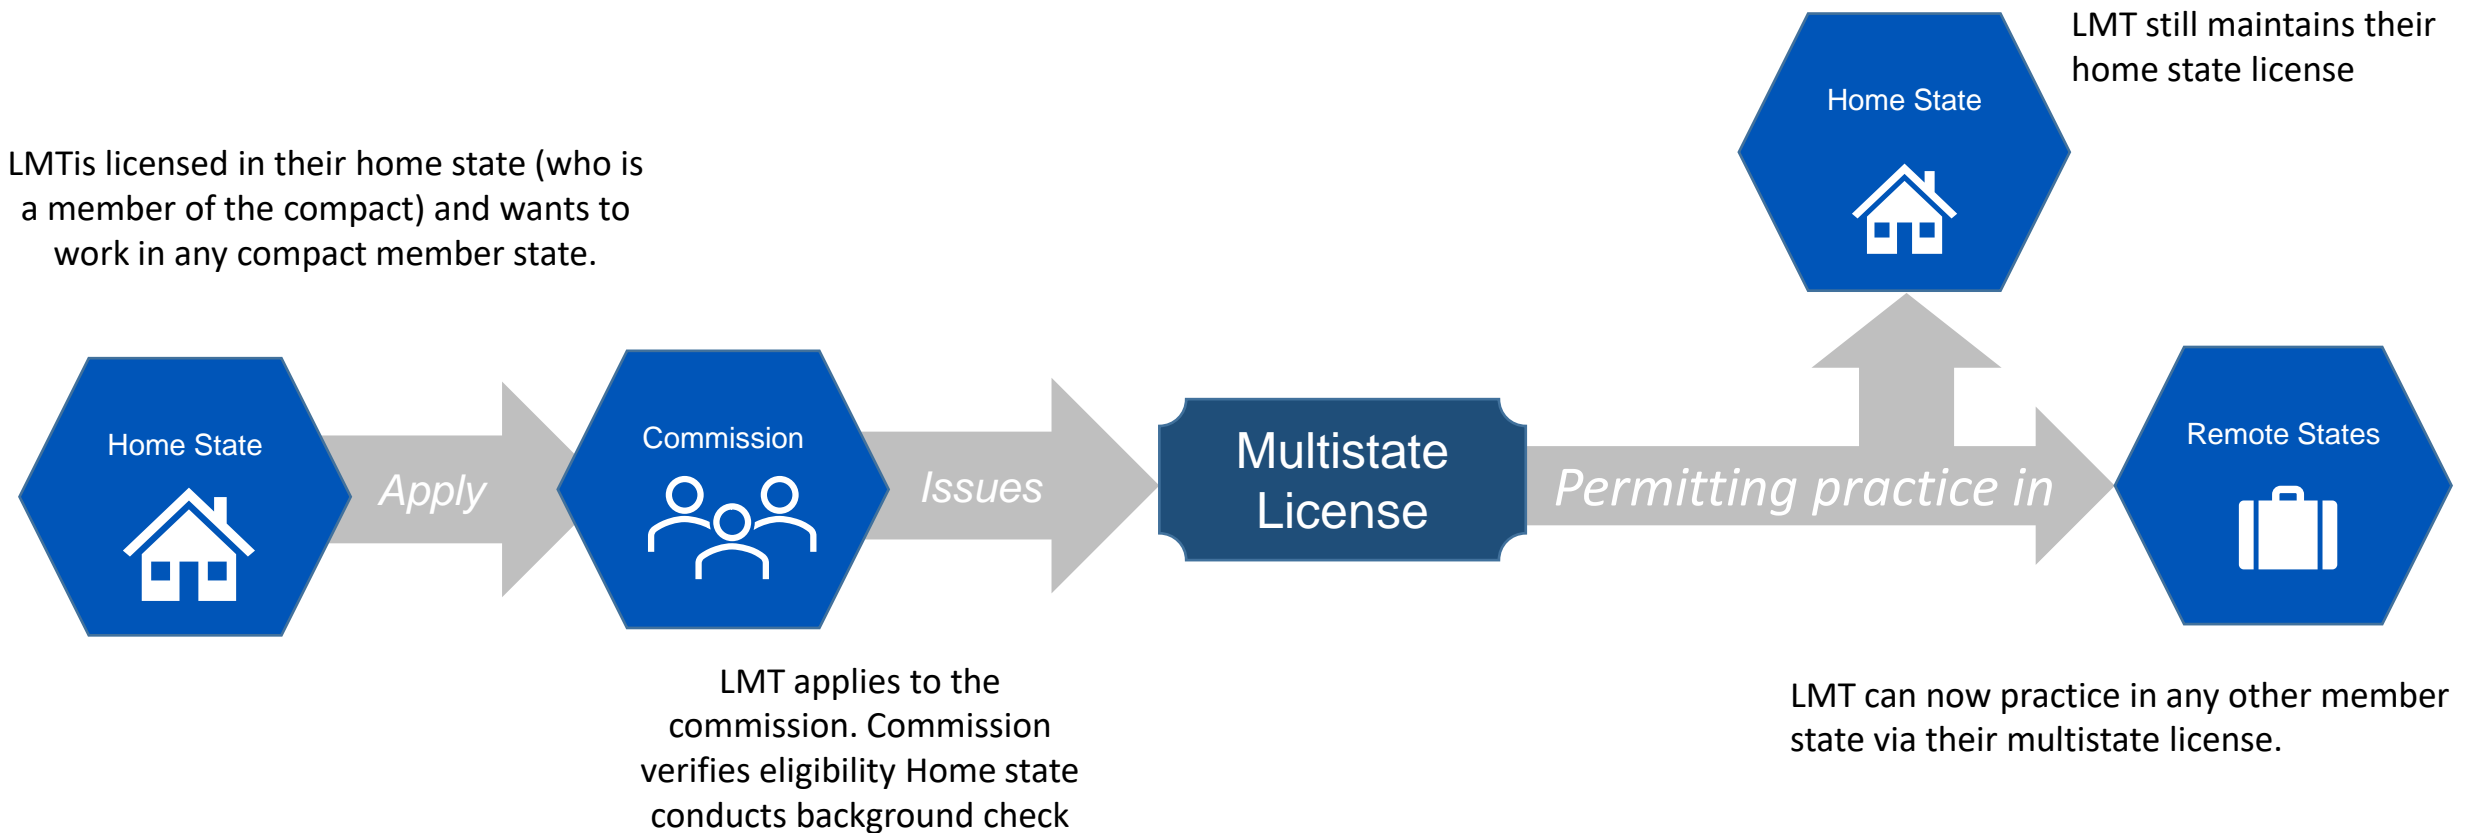 LMTis licensed in their home state (who is
a member of the compact) and wants to
work in any compact member state.
Home State
Apply
Commission
LMT applies to the
commission. Commission
verifies eligibility Home state
conducts background check
Issues
Multistate
License
Permitting practice in
Home State
LMT still maintains their
home state license
Remote States
LMT can now practice in any other member
state via their multistate license.